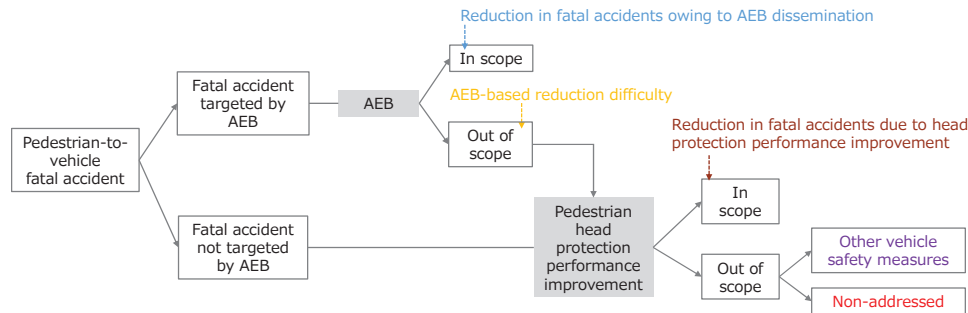 Reduction in fatal accidents owing to AEB dissemination
In scope
Fatal accident
targeted by
AEB
AEB
AEB-based reduction difficulty
Out of
scope
Reduction in fatal accidents due to head
protection performance improvement
Pedestrian-to-
vehicle
fatal accident
In
scope
Pedestrian
head
protection
performance
improvement
Fatal accident
not targeted
by AEB
Out of
scope
Other vehicle
safety measures
Non-addressed